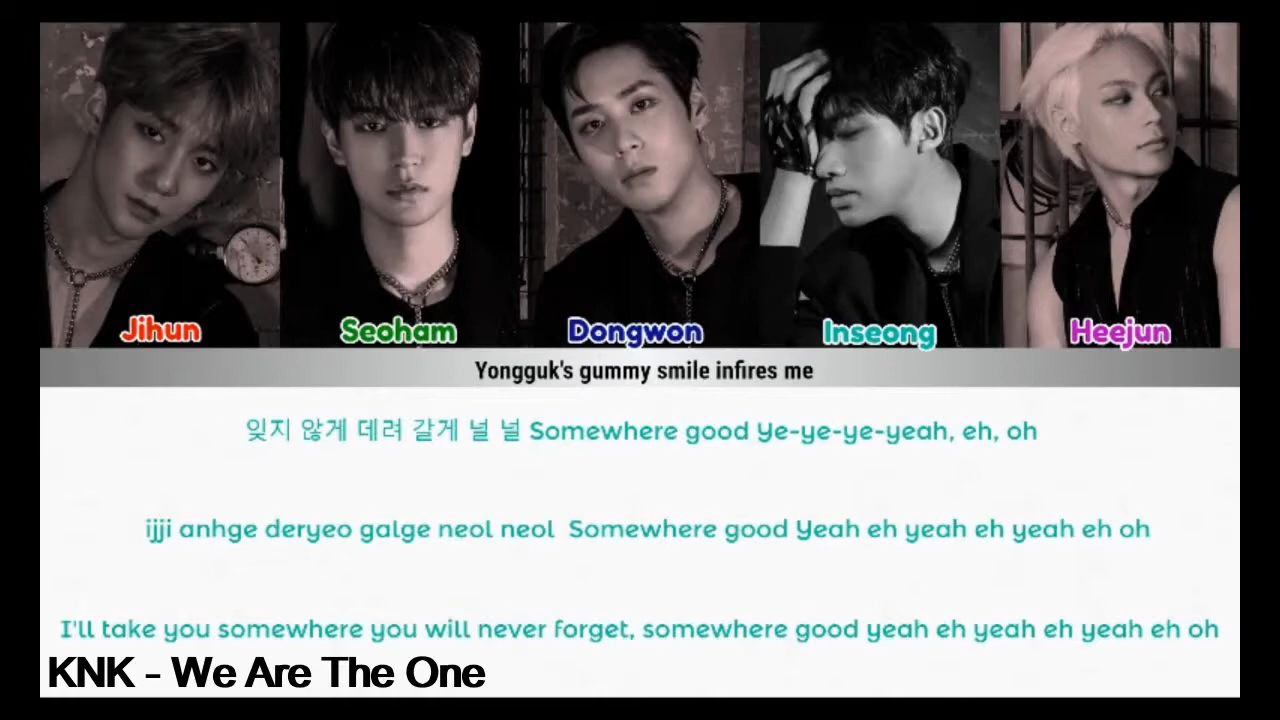 Jihun Seoham Dongwon Inseong Heejun
Yongguk's gummy smile infires me
잊지 않게 데려 갈게 널 널 Somewhere good Ye-ye-ye-yeah, eh, oh
ijji anhge deryeo galge neol neol Somewhere good Yeah eh yeah eh yeah eh oh
I'll take you somewhere you will never forget, somewhere good yeah eh yeah eh yeah eh oh
KNK - We Are The One